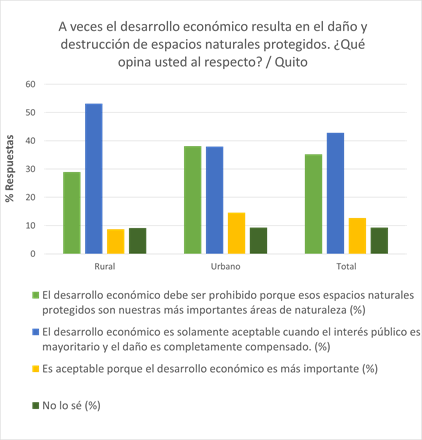 A veces el desarrollo económico resulta en el daño y
destrucción de espacios naturales protegidos. ¿Qué
opina usted al respecto? / Quito
60
50
40
30
20
10
0
% Respuestas
Rural
Urbano
Total
El desarrollo económico debe ser prohibido porque esos espacios naturales
protegidos son nuestras más importantes áreas de naturaleza (%)
El desarrollo económico es solamente aceptable cuando el interés público es
mayoritario y el daño es completamente compensado. (%)
Es aceptable porque el desarrollo económico es más importante (%)
No lo sé (%)